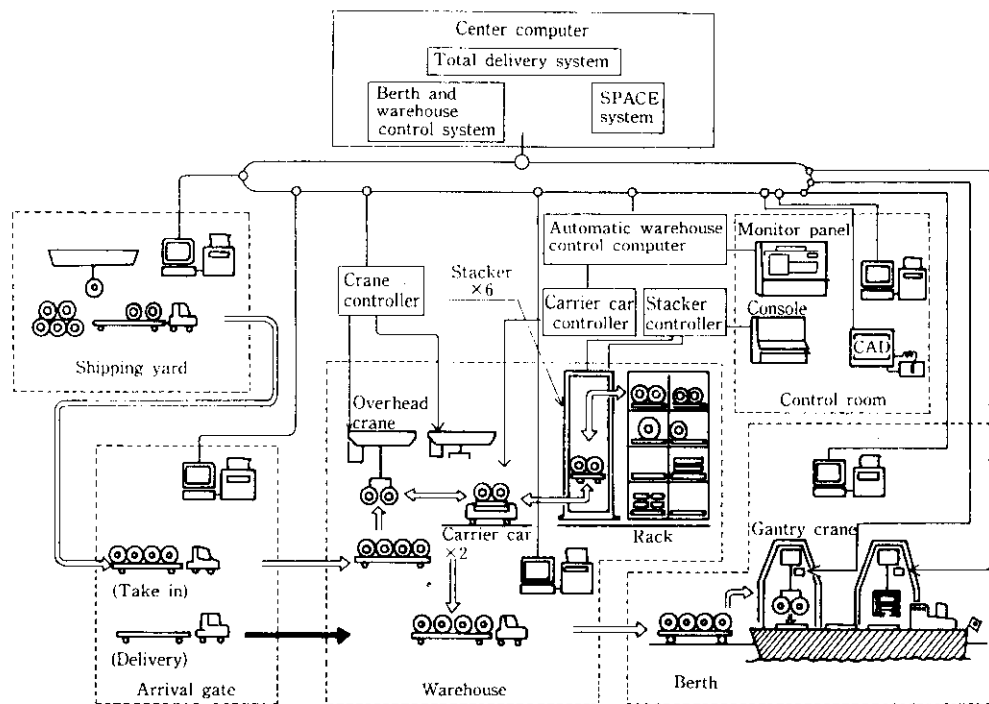 Center computer
Total delivery system
Berth and
warehouse
control system
SPACE
system
Automatic warehouse
control computer
Monitor panel
Crane
controller
Stacker
×6
Carrier car
controller
Stacker
controller
Console
CAD
Shipping yard
Control room
Overhead
crane
Carrier car
×2
Rack
Gantry crane
(Take in)
(Delivery)
Arrival gate
Warehouse
Berth